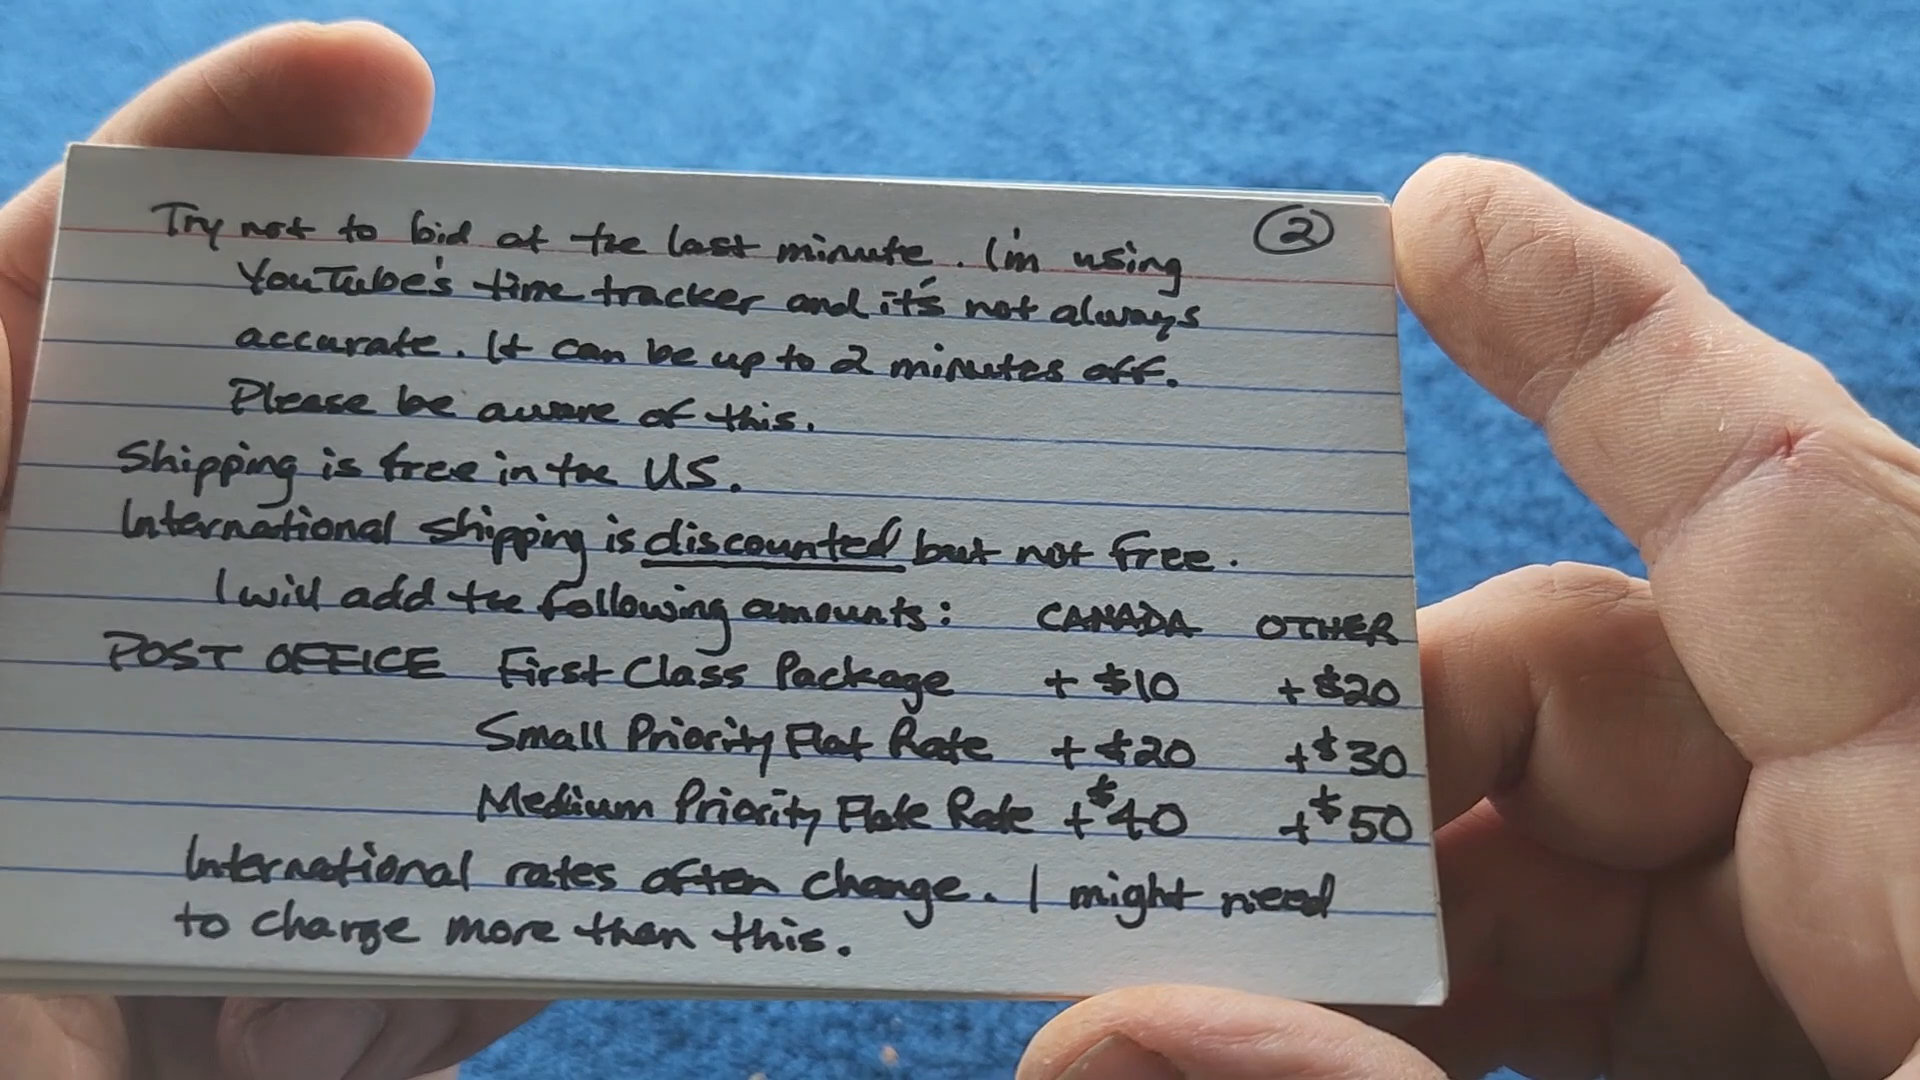 ②
Try not to bid at the last minute. I'm using
YouTube's time tracker and it's not always
accurate. It can be up to 2 minutes off.
Please be aware of this.
Shipping is free in the US.
International shipping is discounted but not free.
I will add the following amounts: CANADA OTHER
POST OFFICE First Class Package +$10 +$20
Small Priority Flat Rate +$20 +$30
Medium Priority Flate Rate +$40 +$50
International rates often change. I might need
to charge more than this.